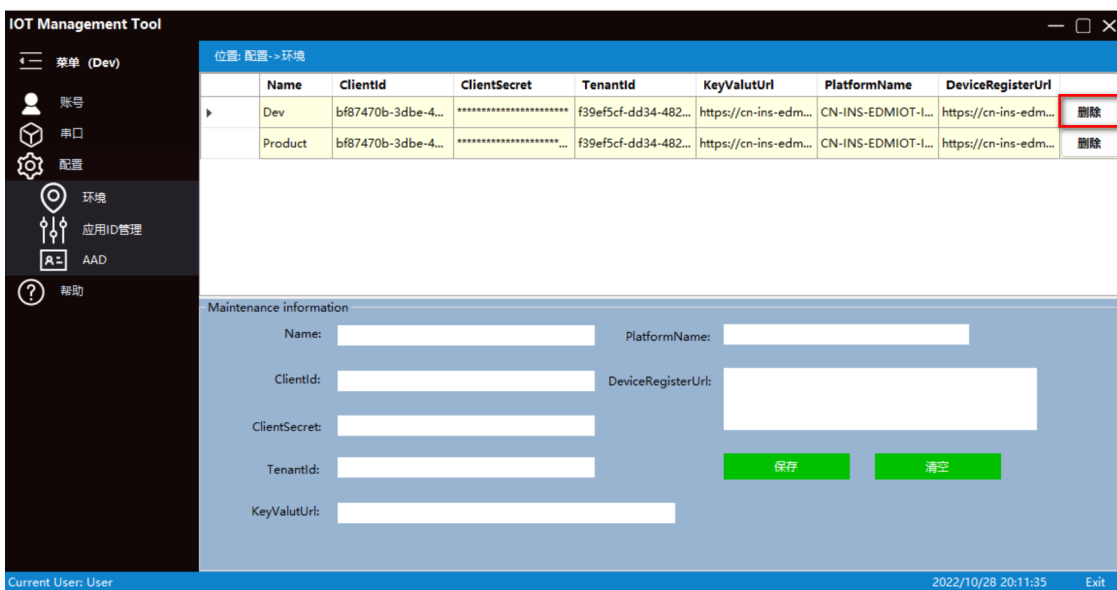 IOT Management Tool
菜单 (Dev)
位置: 配置->环境
账号
串口
配置
环境
应用ID管理
AAD
帮助
Name ClientId ClientSecret TenantId KeyValutUrl PlatformName DeviceRegisterUrl
Dev bf87470b-3dbe-4... *********************** f39ef5cf-dd34-482... https://cn-ins-edm... CN-INS-EDMIOT-I... https://cn-ins-edm... 删除
Product bf87470b-3dbe-4... *********************... f39ef5cf-dd34-482... https://cn-ins-edm... CN-INS-EDMIOT-I... https://cn-ins-edm... 删除
Maintenance information
Name: PlatformName:
ClientId: DeviceRegisterUrl:
ClientSecret:
TenantId: 保存 清空
KeyValutUrl:
Current User: User 2022/10/28 20:11:35 Exit